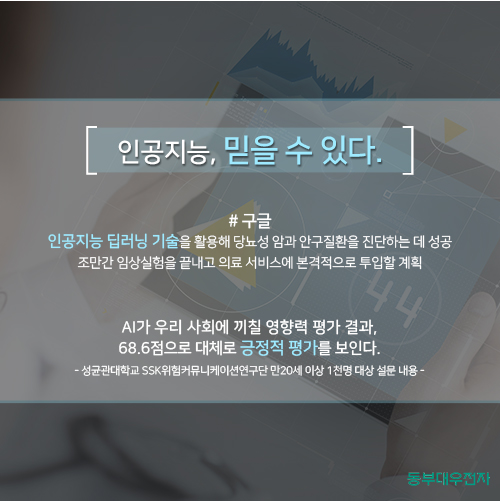 [ 인공지능, 믿을 수 있다. ]
# 구글
인공지능 딥러닝 기술을 활용해 당뇨성 암과 안구질환을 진단하는 데 성공
조만간 임상실험을 끝내고 의료 서비스에 본격적으로 투입할 계획
AI가 우리 사회에 끼칠 영향력 평가 결과,
68.6점으로 대체로 긍정적 평가를 보인다.
- 성균관대학교 SSK위험커뮤니케이션연구단 만20세 이상 1천명 대상 설문 내용 -
44
동부대우전자